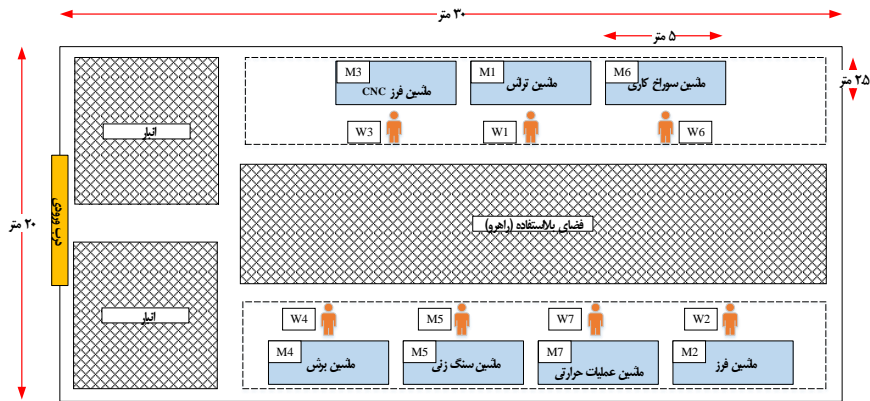 ۳۰ متر
۵ متر
۲.۵ متر
۲۰ متر
M3
ماشین فرز CNC
M1
ماشین تراش
M6
ماشین سوراخ کاری
W3
W1
W6
انبار
درب ورودی
فضای بلااستفاده (راهرو)
انبار
W4
M5
W7
W2
M4
ماشین برش
M5
ماشین سنگ زنی
M7
ماشین عملیات حرارتی
M2
ماشین فرز